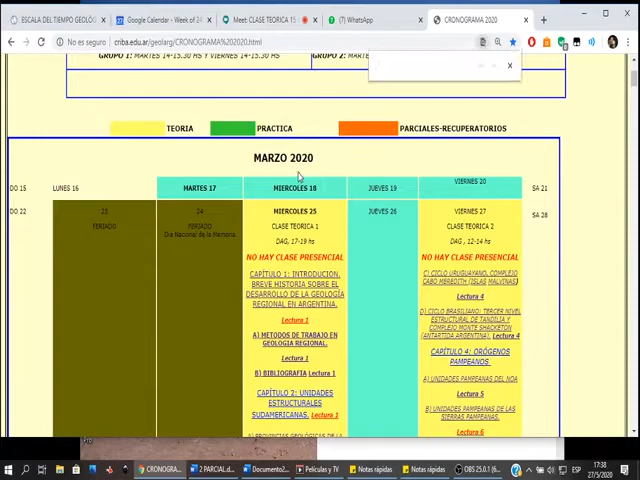 ESCALA DEL TIEMPO GEOLÓG
Google Calendar - Week of 24
Meet: CLASE TEORICA 15
(7) WhatsApp
CRONOGRAMA 2020
No es seguro | criba.edu.ar/geolarg/CRONOGRAMA%202020.html
GRUPO 1: MARTES 14-15.30 HS Y VIERNES 14-15.30 HS
GRUPO 2: MARTES
TEORIA
PRACTICA
PARCIALES-RECUPERATORIOS
MARZO 2020
DO 15
LUNES 16
MARTES 17
MIERCOLES 18
JUEVES 19
VIERNES 20
SA 21
DO 22
23
FERIADO
24
FERIADO
Dia Nacional de la Memoria
MIERCOLES 25
CLASE TEORICA 1
DAG, 17-19 hs
NO HAY CLASE PRESENCIAL
CAPÍTULO 1: INTRODUCION.
BREVE HISTORIA SOBRE EL
DESARROLLO DE LA GEOLOGÍA
REGIONAL EN ARGENTINA.
Lectura 1
A) METODOS DE TRABAJO EN
GEOLOGIA REGIONAL.
Lectura 1
B) BIBLIOGRAFIA Lectura 1
CAPÍTULO 2: UNIDADES
ESTRUCTURALES
SUDAMERICANAS. Lectura 1
A) PROVINCIAS GEOLÓGICAS DE LA
JUEVES 26
VIERNES 27
CLASE TEORICA 2
DAG, 12-14 hs
NO HAY CLASE PRESENCIAL
C) CICLO URUGUAYANO. COMPLEJO
CABO MEREDITH (ISLAS MALVINAS)
Lectura 4
D) CICLO BRASILIANO: TERCER NIVEL
ESTRUCTURAL DE TANDILIA Y
COMPLEJO MONTE SHACKETON
(ANTARTIDA ARGENTINA). Lectura 4
CAPÍTULO 4: ORÓGENOS
PAMPEANOS
A) UNIDADES PAMPEANAS DEL NOA
Lectura 5
B) UNIDADES PAMPEANAS DE LAS
SIERRAS PAMPEANAS.
Lectura 6
SA 28
CRONOGRA
2 PARCIAL.d
Documento2
Películas y TV
Notas rápidas
Notas rápidas
OBS 25.0.1
ESP
17:38
27/5/2020